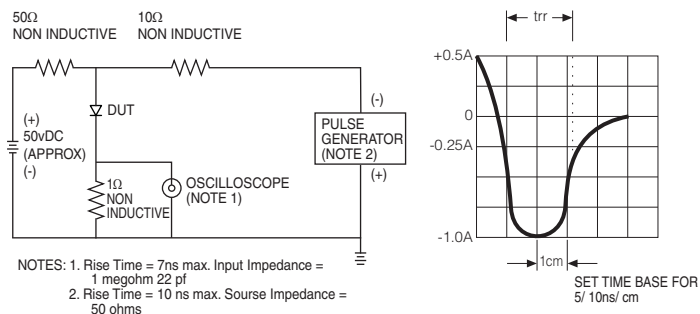 50Ω
NON INDUCTIVE
10Ω
NON INDUCTIVE
(+)
50vDC
(APPROX)
(-)
DUT
1Ω
NON
INDUCTIVE
OSCILLOSCOPE
(NOTE 1)
(-)
PULSE
GENERATOR
(NOTE 2)
(+)
NOTES: 1. Rise Time = 7ns max. Input Impedance =
1 megohm 22 pf
2. Rise Time = 10 ns max. Sourse Impedance =
50 ohms
trr
+0.5A
0
-0.25A
-1.0A
1cm
SET TIME BASE FOR
5/ 10ns/ cm